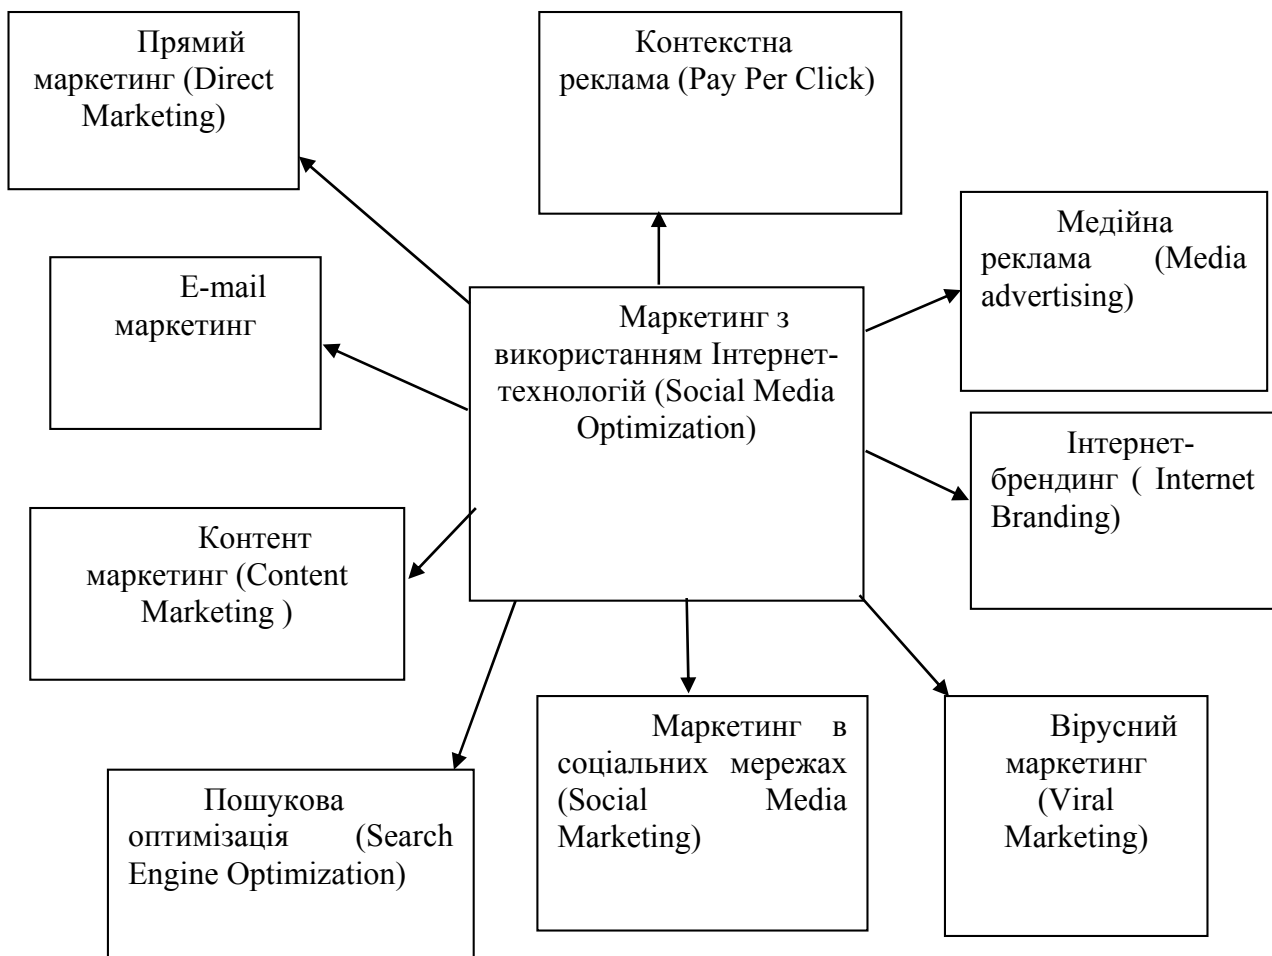 Прямий
маркетинг (Direct
Marketing)
Контекстна
реклама (Pay Per Click)
Медійна
реклама (Media
advertising)
E-mail
маркетинг
Маркетинг з
використанням Інтернет-
технологій (Social Media
Optimization)
Інтернет-
брендинг ( Internet
Branding)
Контент
маркетинг (Content
Marketing )
Пошукова
оптимізація (Search
Engine Optimization)
Маркетинг в
соціальних мережах
(Social Media
Marketing)
Вірусний
маркетинг
(Viral
Marketing)